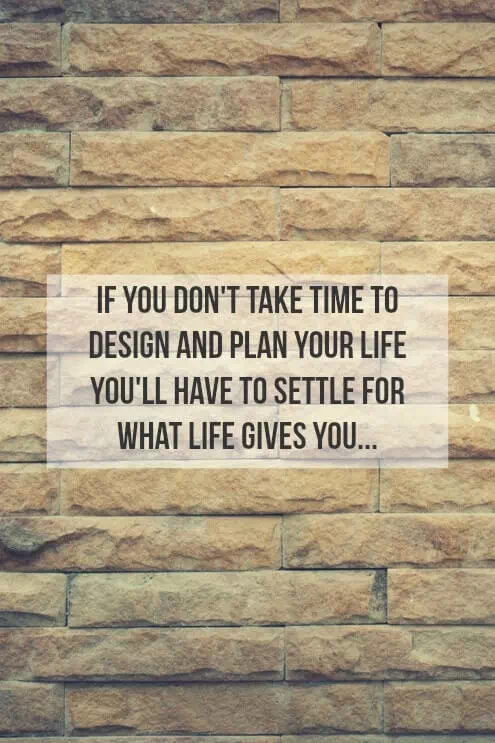 IF YOU DON'T TAKE TIME TO
DESIGN AND PLAN YOUR LIFE
YOU'LL HAVE TO SETTLE FOR
WHAT LIFE GIVES YOU...